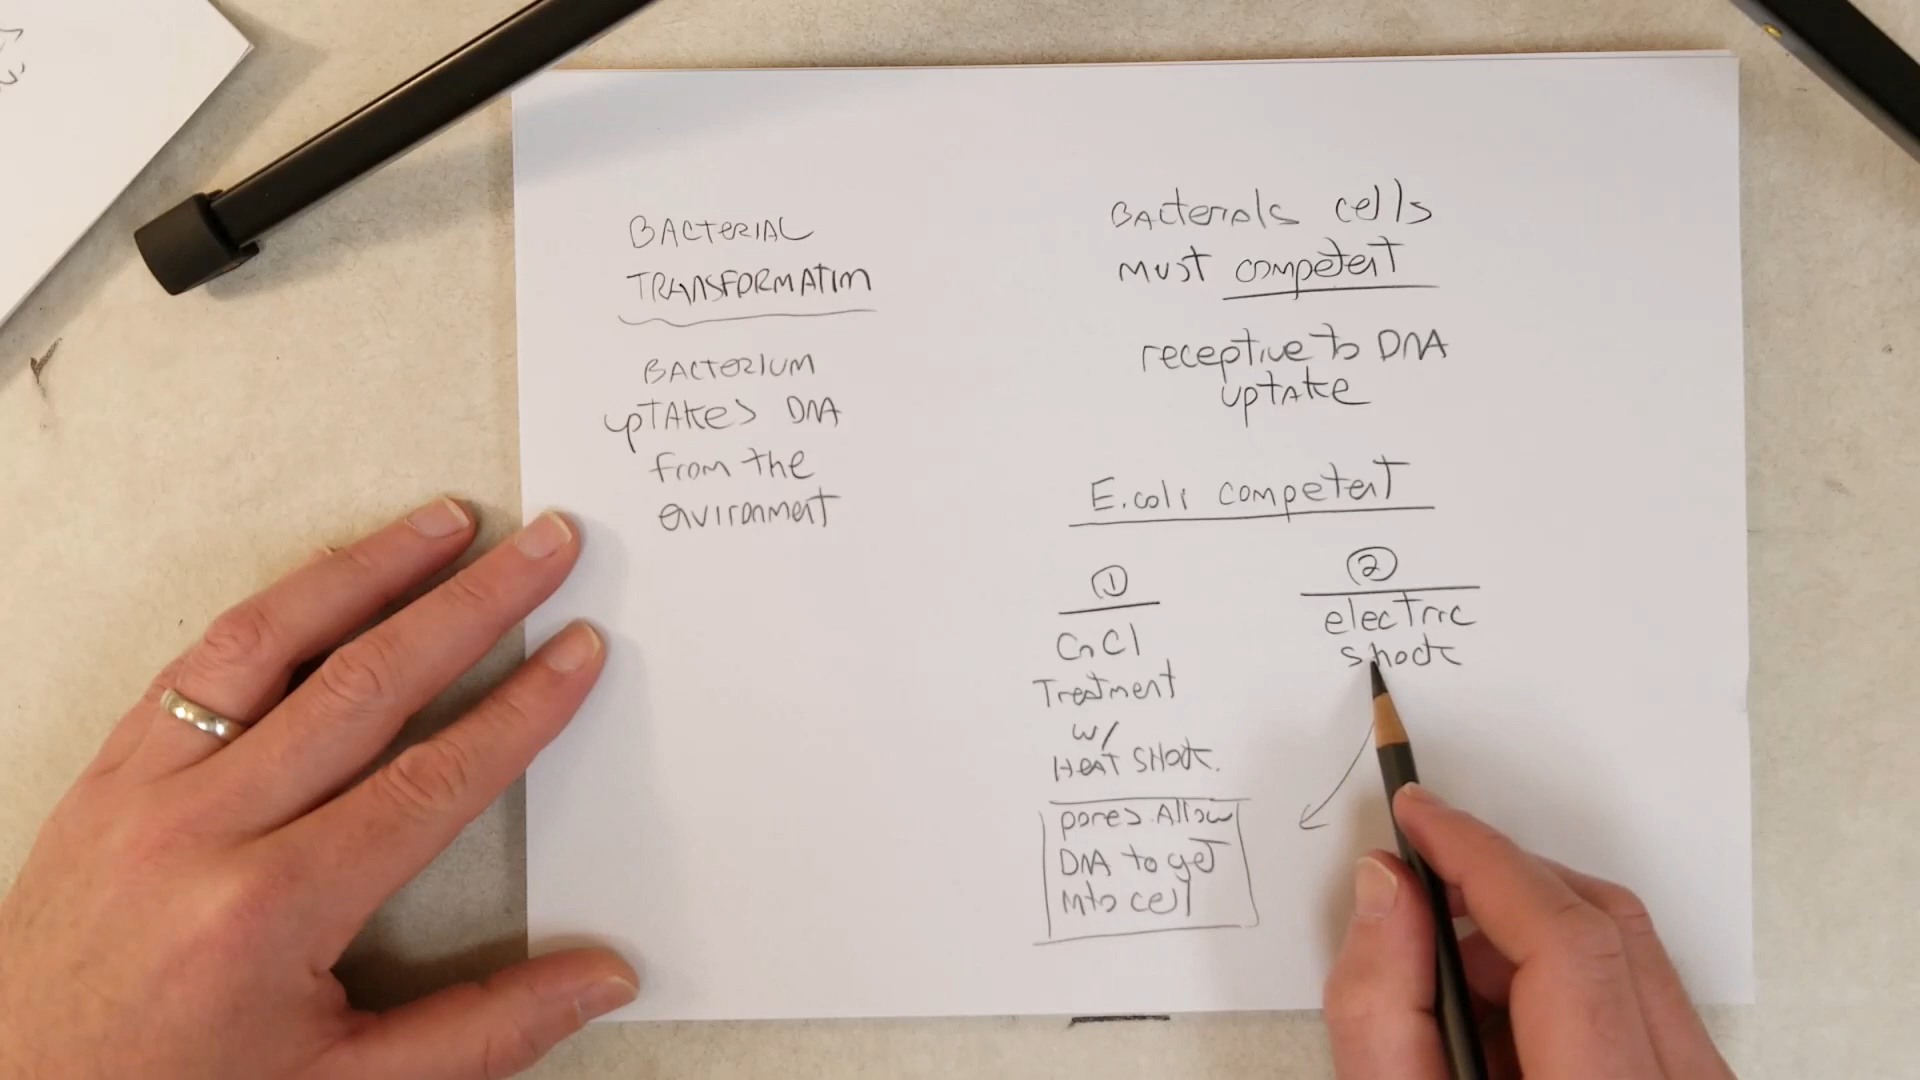 BACTERIAL
TRANSFORMATION
BACTERIUM
UPTAKES DNA
from the
environment
BActerials cells
must competent
receptive to DNA
uptake
E.coli competent
①
CaCl
Treatment
w/
HEAT SHOCK.
pores Allow
DNA to get
into cell
②
electric
shock